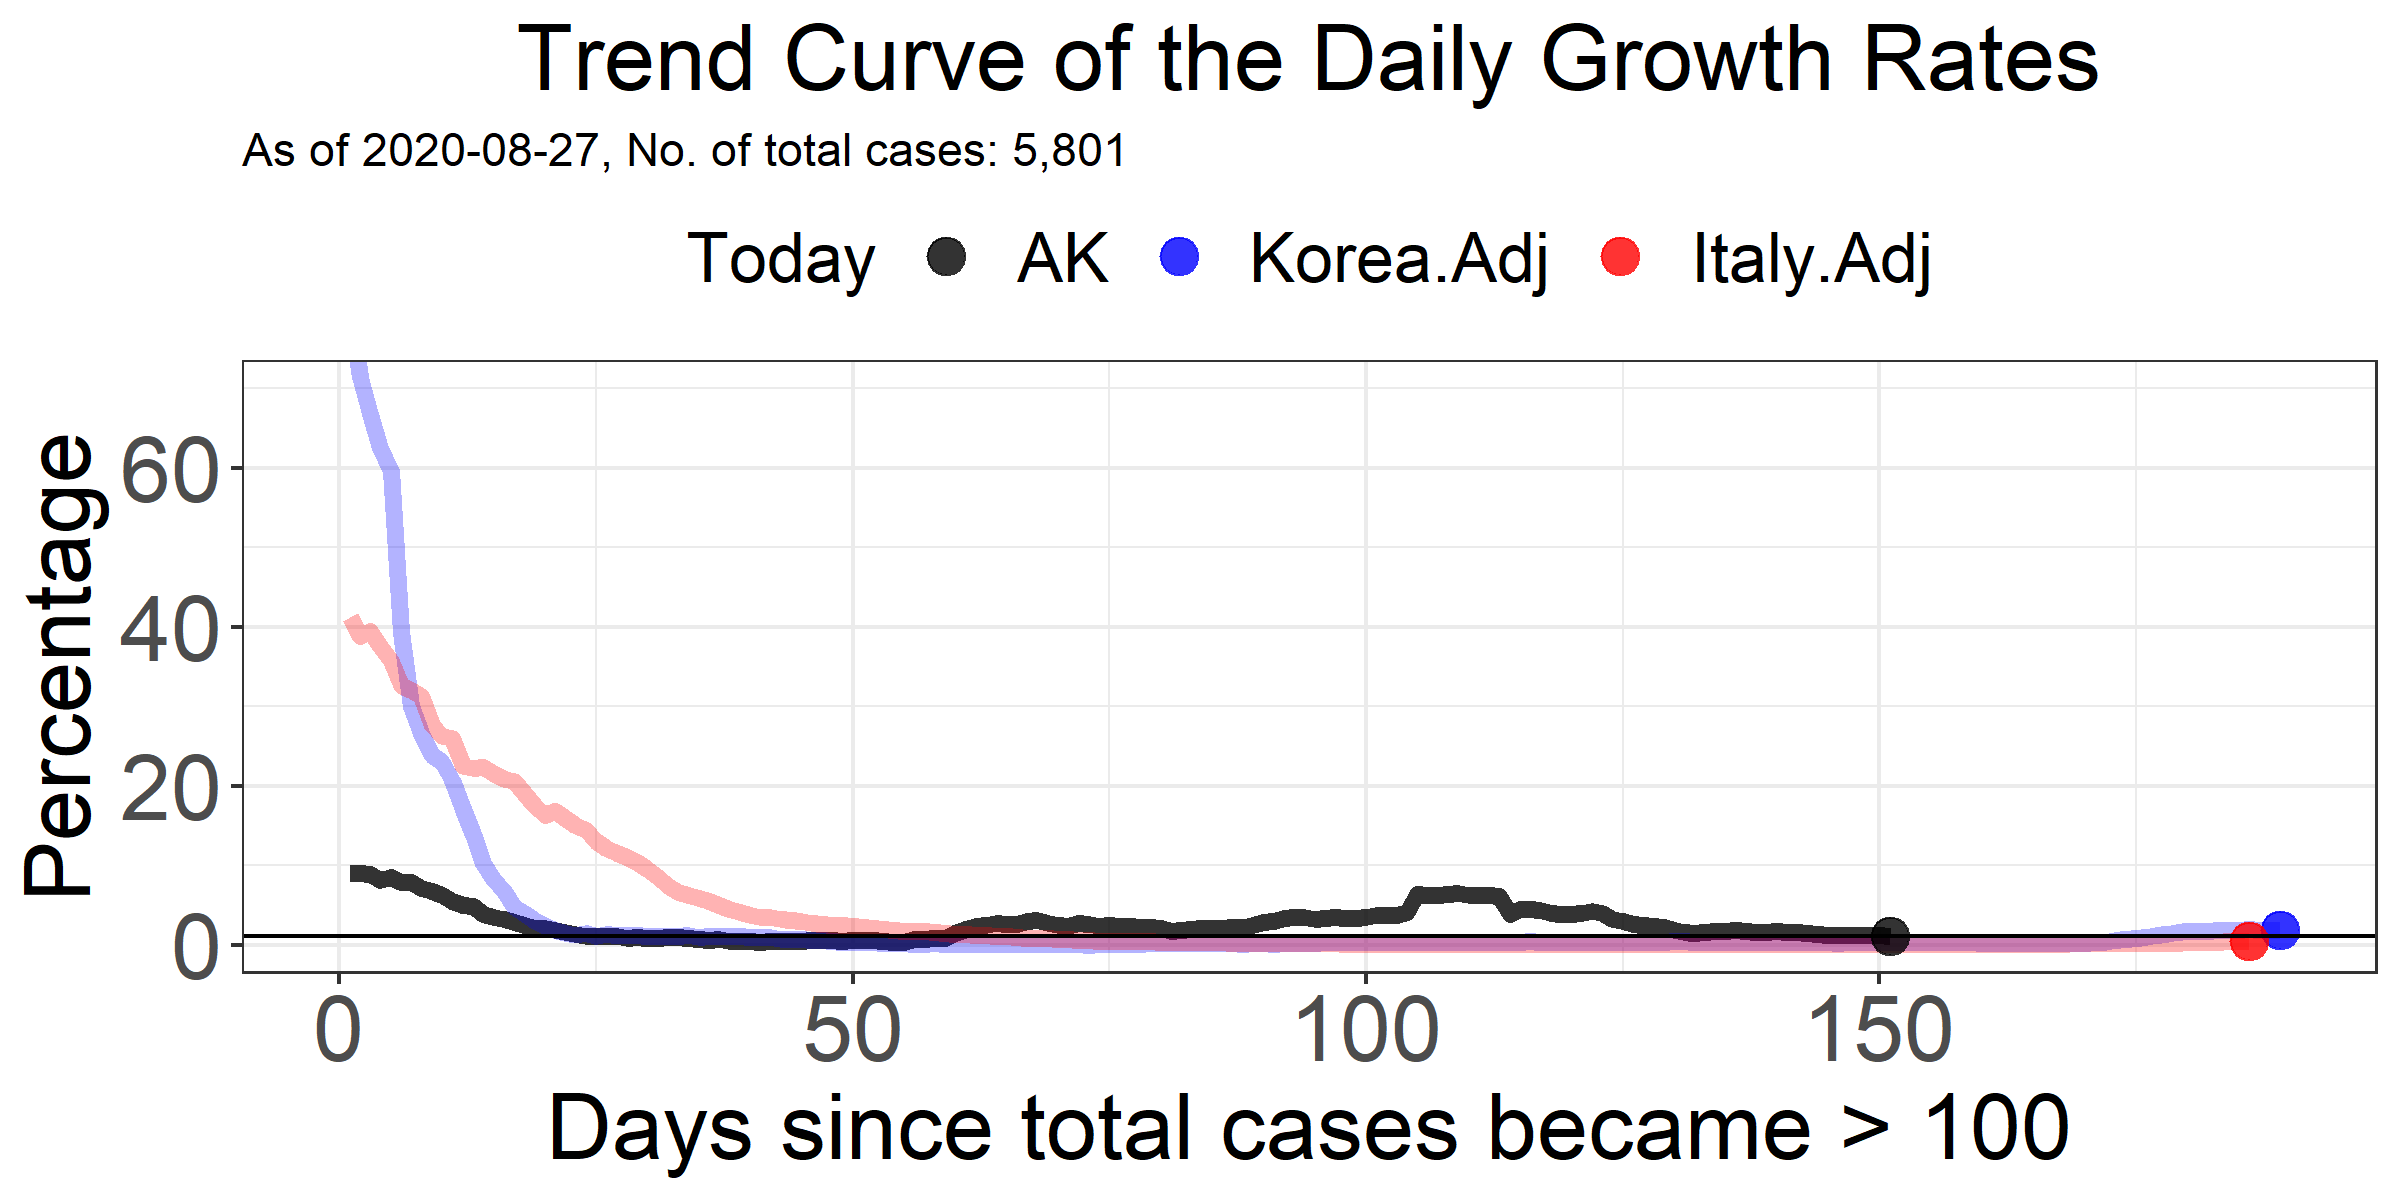 Trend Curve of the Daily Growth Rates
As of 2020-08-27, No. of total cases: 5,801
Today AK Korea.Adj Italy.Adj
Percentage
60
40
20
0
0 50 100 150
Days since total cases became > 100